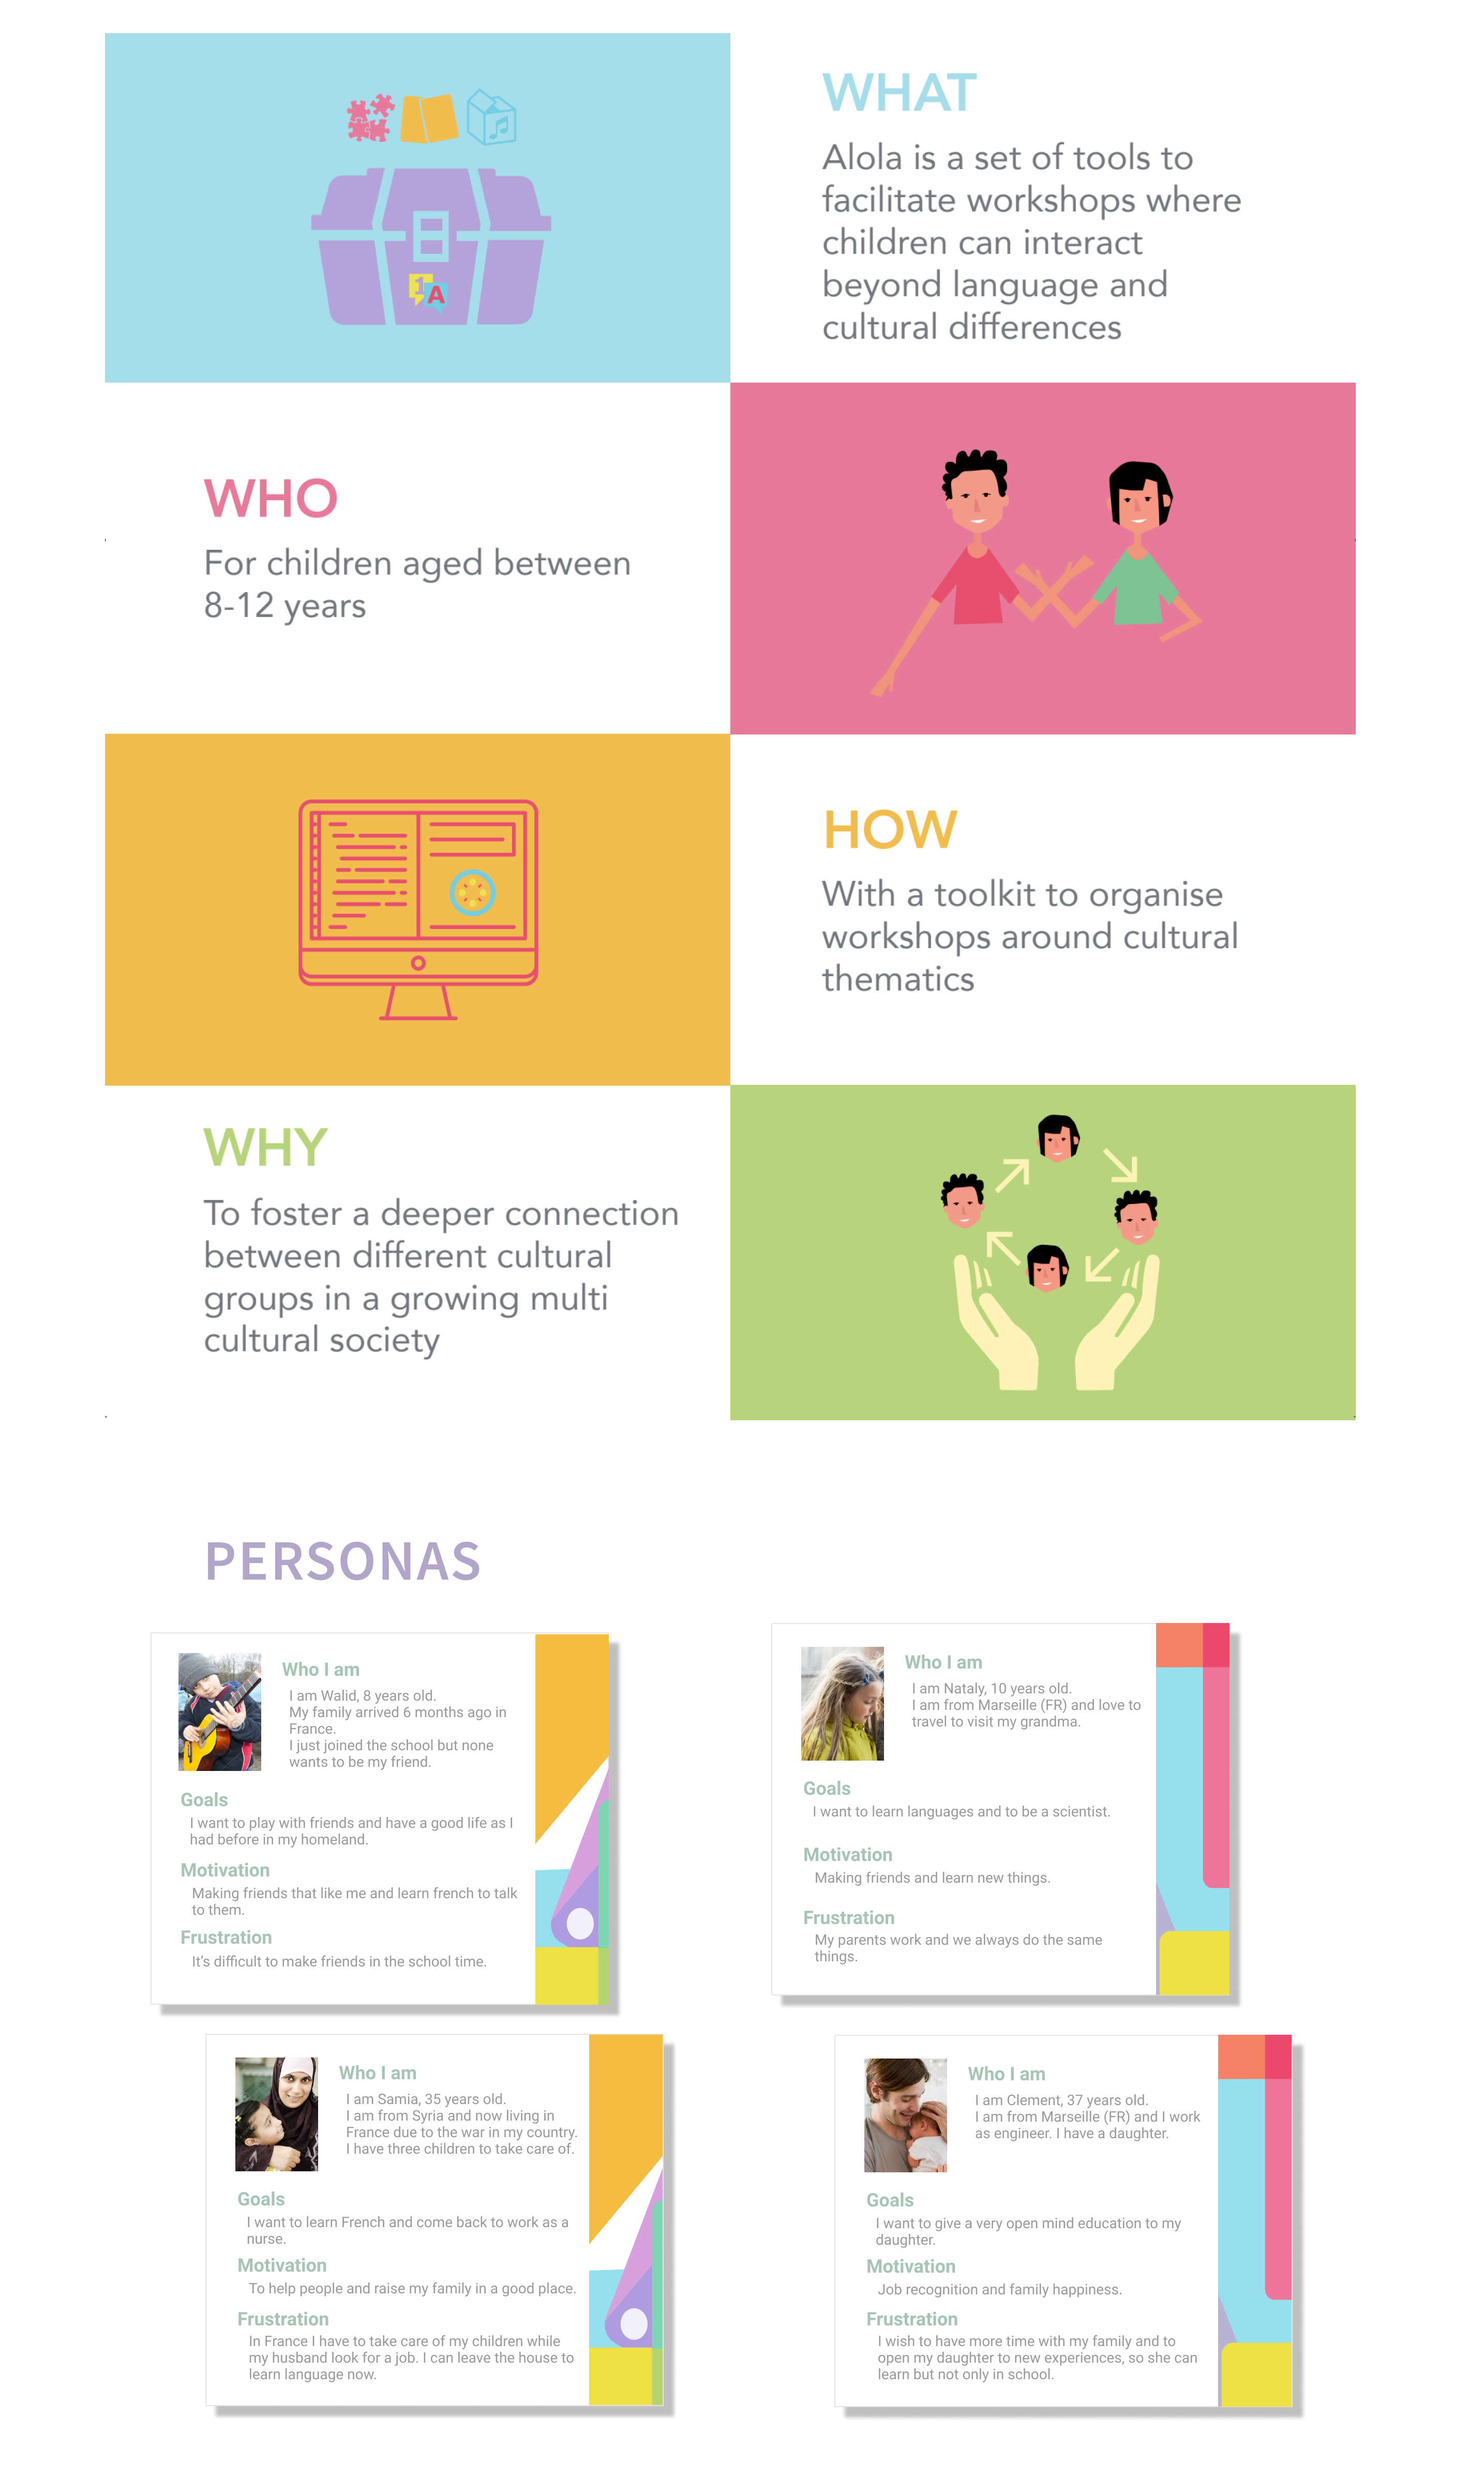 1
A
WHAT
Alola is a set of tools to
facilitate workshops where
children can interact
beyond language and
cultural differences
WHO
For children aged between
8-12 years
HOW
With a toolkit to organise
workshops around cultural
thematics
WHY
To foster a deeper connection
between different cultural
groups in a growing multi
cultural society
PERSONAS
Who I am
I am Walid, 8 years old.
My family arrived 6 months ago in
France.
I just joined the school but none
wants to be my friend.
Goals
I want to play with friends and have a good life as I
had before in my homeland.
Motivation
Making friends that like me and learn french to talk
to them.
Frustration
It's difficult to make friends in the school time.
Who I am
I am Nataly, 10 years old.
I am from Marseille (FR) and love to
travel to visit my grandma.
Goals
I want to learn languages and to be a scientist.
Motivation
Making friends and learn new things.
Frustration
My parents work and we always do the same
things.
Who I am
I am Samia, 35 years old.
I am from Syria and now living in
France due to the war in my country.
I have three children to take care of.
Goals
I want to learn French and come back to work as a
nurse.
Motivation
To help people and raise my family in a good place.
Frustration
In France I have to take care of my children while
my husband look for a job. I can leave the house to
learn language now.
Who I am
I am Clement, 37 years old.
I am from Marseille (FR) and I work
as engineer. I have a daughter.
Goals
I want to give a very open mind education to my
daughter.
Motivation
Job recognition and family happiness.
Frustration
I wish to have more time with my family and to
open my daughter to new experiences, so she can
learn but not only in school.